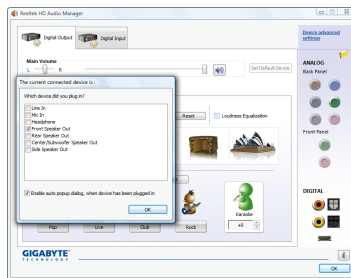 Realtek HD Audio Manager
Device advanced settings
Digital Output
Digital Input
Main Volume
L
R
Set Default Device
The current connected device is :
Which device did you plug in?
Line In
Mic In
Headphone
Front Speaker Out
Rear Speaker Out
Center/Subwoofer Speaker Out
Side Speaker Out
Enable auto popup dialog, when device has been plugged in
OK
Reset
Loudness Equalization
Karaoke
Pop
Live
Club
Rock
+0
ANALOG
Back Panel
Front Panel
DIGITAL
GIGABYTE
TECHNOLOGY
OK